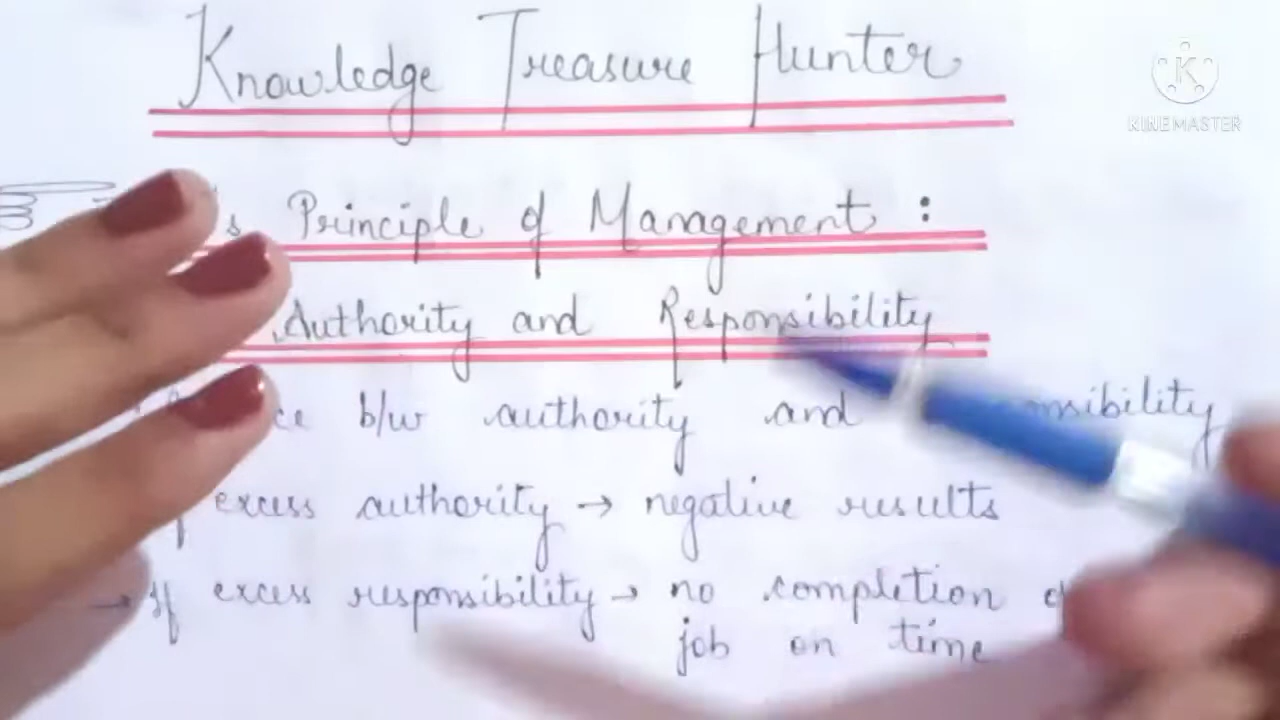 Knowledge Treasure Hunter
KINEMASTER
Principle of Management :
Authority and Responsibility
b/w authority and
excess authority → negative results
→ If excess responsibility → no completion
job on time